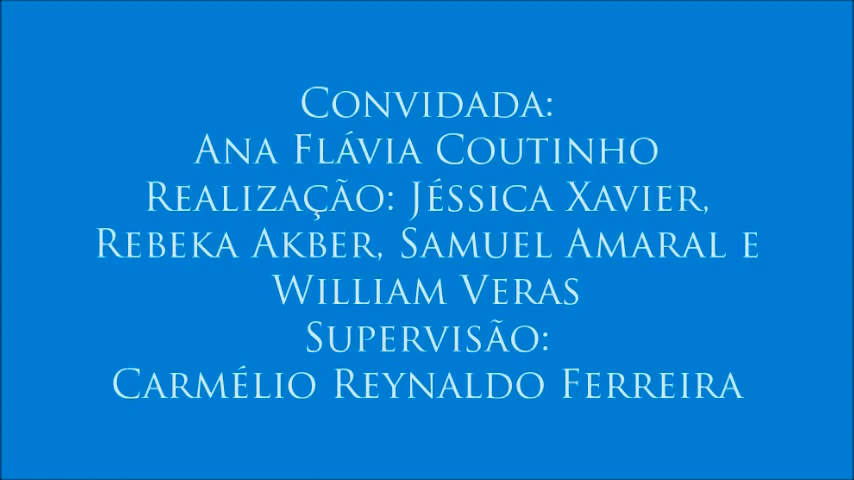 Convidada:
Ana Flávia Coutinho
Realização: Jéssica Xavier,
Rebeka Akber, Samuel Amaral e
William Veras
Supervisão:
Carmélio Reynaldo Ferreira